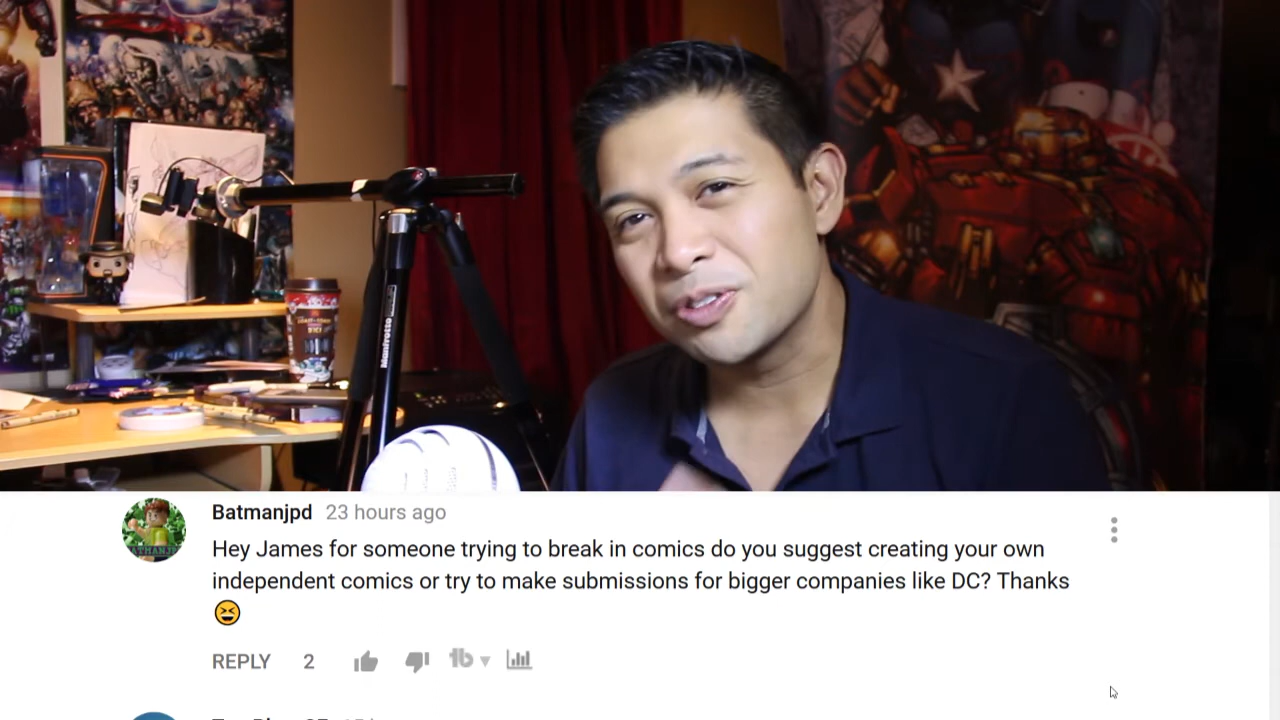 Manfrotto
Batmanjpd 23 hours ago
Hey James for someone trying to break in comics do you suggest creating your own
independent comics or try to make submissions for bigger companies like DC? Thanks
😆
REPLY 2